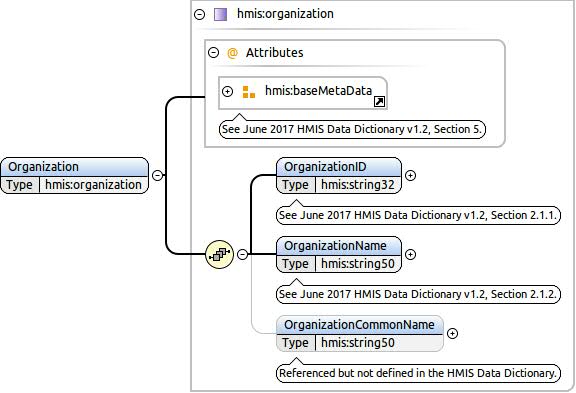 hmis:organization
@ Attributes
hmis:baseMetaData
See June 2017 HMIS Data Dictionary v1.2, Section 5.
Organization
Type hmis:organization
OrganizationID
Type hmis:string32
See June 2017 HMIS Data Dictionary v1.2, Section 2.1.1.
OrganizationName
Type hmis:string50
See June 2017 HMIS Data Dictionary v1.2, Section 2.1.2.
OrganizationCommonName
Type hmis:string50
Referenced but not defined in the HMIS Data Dictionary.